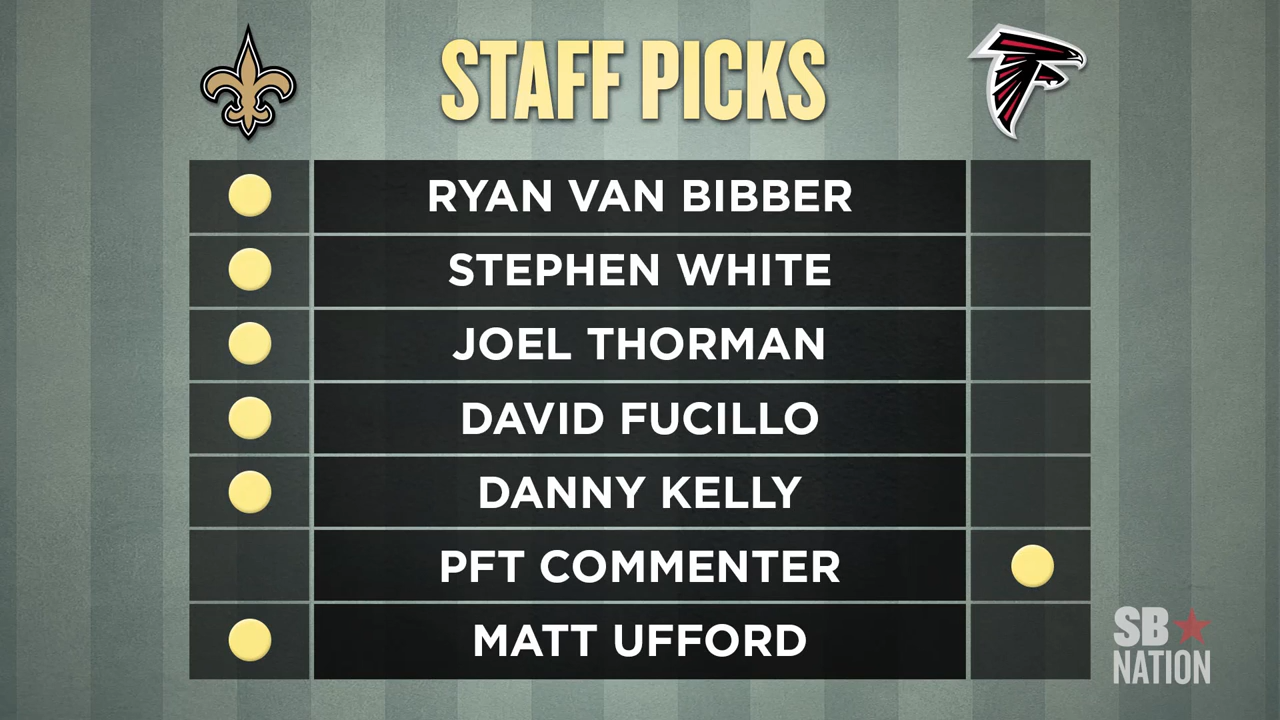 STAFF PICKS
RYAN VAN BIBBER
STEPHEN WHITE
JOEL THORMAN
DAVID FUCILLO
DANNY KELLY
PFT COMMENTER
MATT UFFORD
SB
NATION